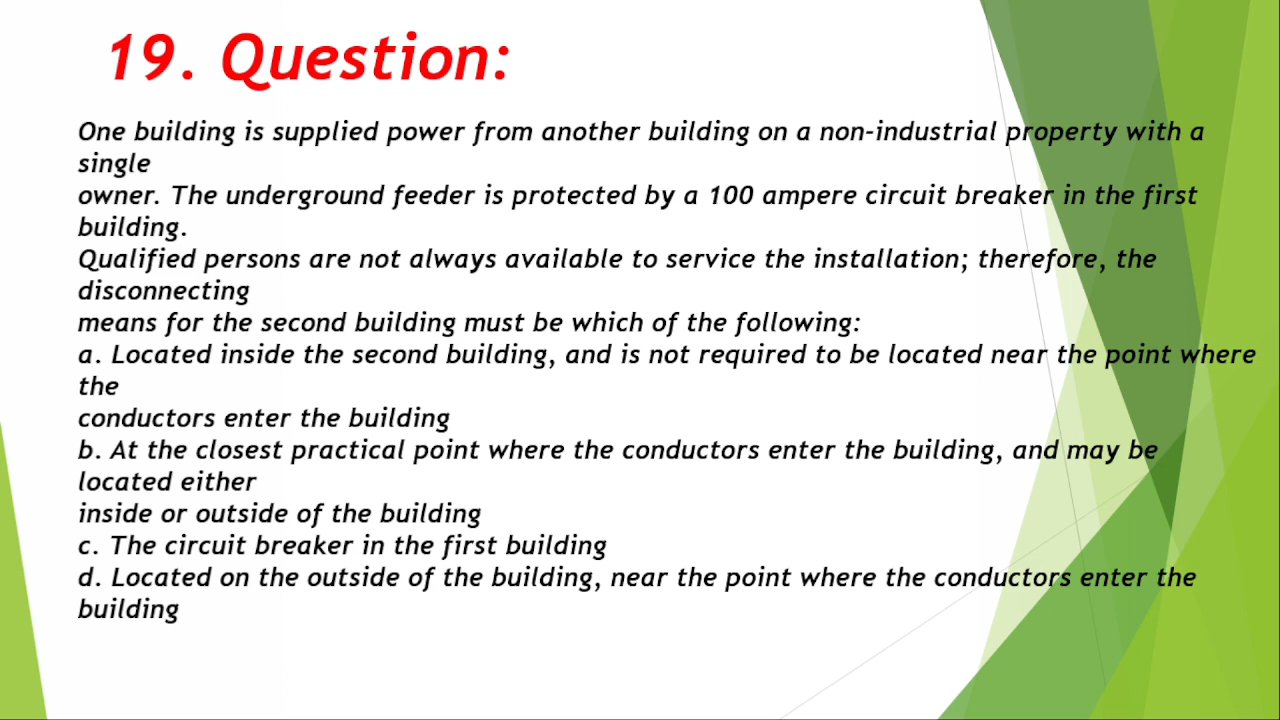 19. Question:
One building is supplied power from another building on a non-industrial property with a
single
owner. The underground feeder is protected by a 100 ampere circuit breaker in the first
building.
Qualified persons are not always available to service the installation; therefore, the
disconnecting
means for the second building must be which of the following:
a. Located inside the second building, and is not required to be located near the point where
the
conductors enter the building
b. At the closest practical point where the conductors enter the building, and may be
located either
inside or outside of the building
c. The circuit breaker in the first building
d. Located on the outside of the building, near the point where the conductors enter the
building